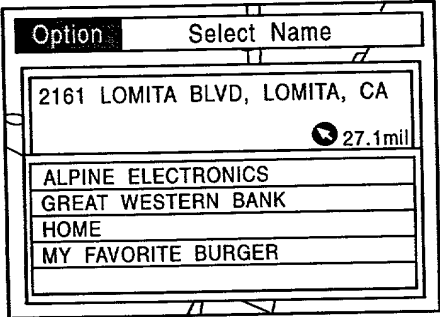 Option Select Name
2161 LOMITA BLVD, LOMITA, CA
27.1mil
ALPINE ELECTRONICS
GREAT WESTERN BANK
HOME
MY FAVORITE BURGER